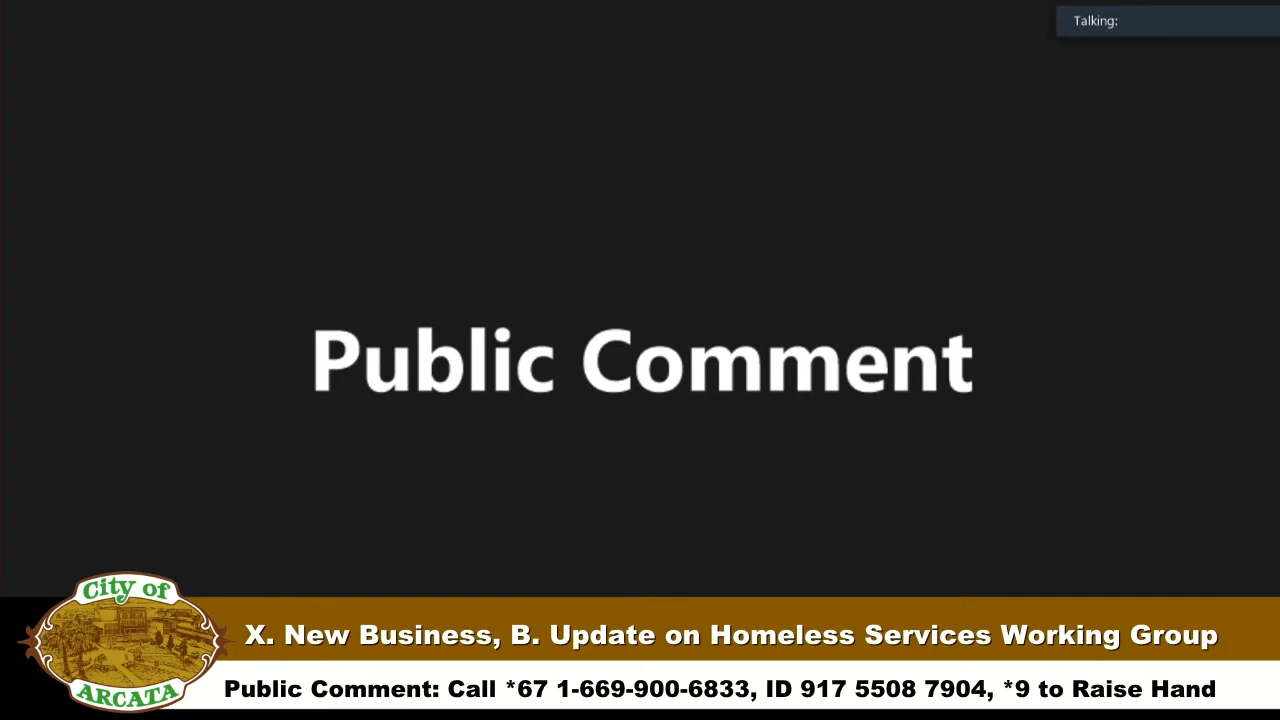 Talking:
Public Comment
City of
ARCATA
X. New Business, B. Update on Homeless Services Working Group
Public Comment: Call *67 1-669-900-6833, ID 917 5508 7904, *9 to Raise Hand